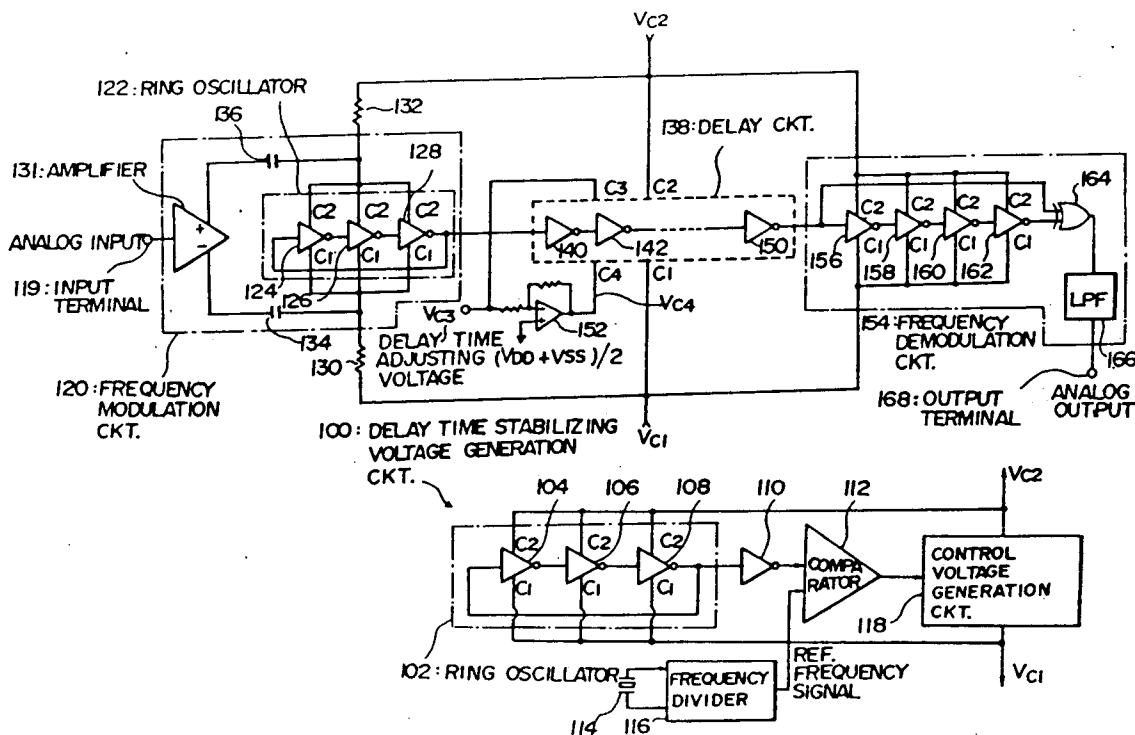 VC2
122: RING OSCILLATOR
136
132
138: DELAY CKT.
131: AMPLIFIER
128
C3
C2
164
C2
C2
C2
C2
C2
C2
C2
+
-
ANALOG INPUT
140
142
150
C1
C1
C1
124
126
156
C1
158
C1
160
C1
162
C1
119: INPUT
TERMINAL
C4
C1
LPF
VC3
VC4
152
134
DELAY TIME
ADJUSTING (VDD + VSS)/2
VOLTAGE
130
154: FREQUENCY
DEMODULATION
CKT.
166
120: FREQUENCY
MODULATION
CKT.
168: OUTPUT
TERMINAL
ANALOG
OUTPUT
100: DELAY TIME STABILIZING
VOLTAGE GENERATION
CKT.
VC1
104
106
108
110
112
VC2
C2
C2
C2
COMPA
RATOR
CONTROL
VOLTAGE
GENERATION
CKT.
C1
C1
C1
118
102: RING OSCILLATOR
REF.
FREQUENCY
SIGNAL
FREQUENCY
DIVIDER
VC1
114
116